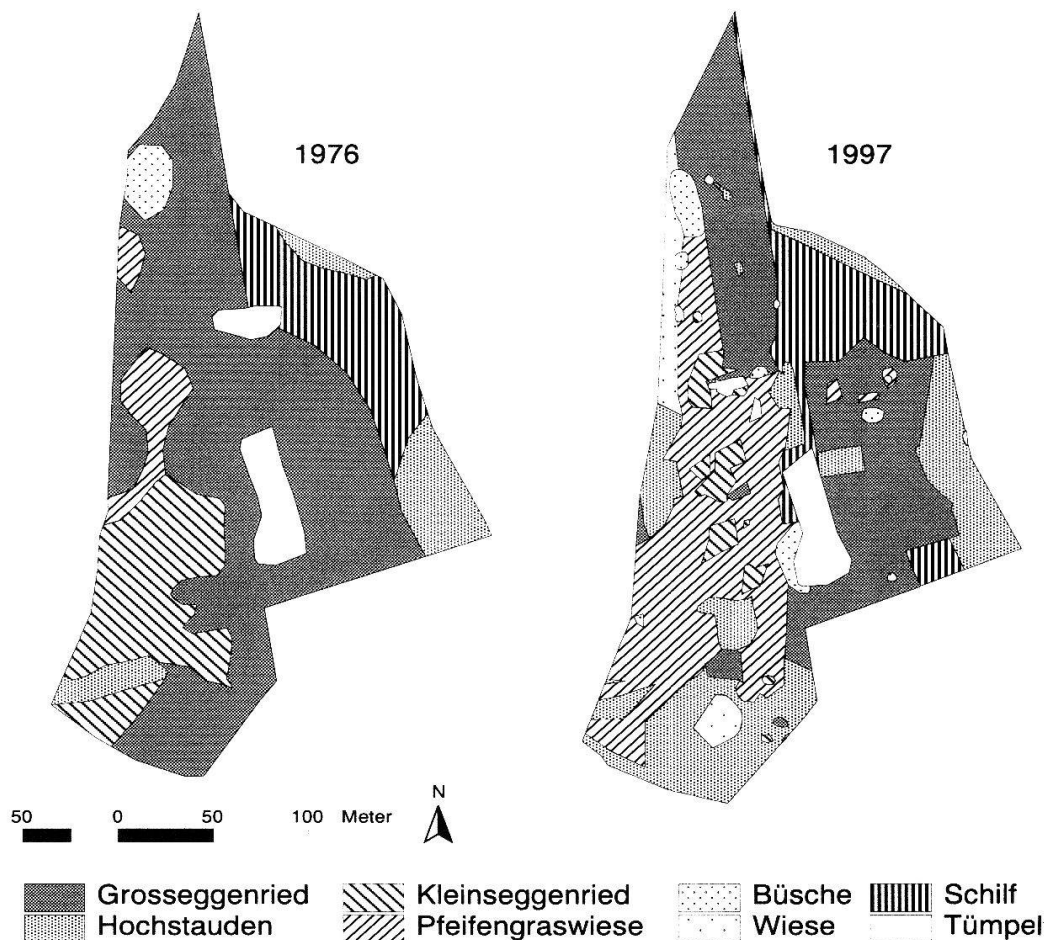 1976
1997
N
50 0 50 100 Meter
Grosseggenried Kleinseggenried Büsche Schilf
Hochstauden Pfeifengraswiese Wiese Tümpel